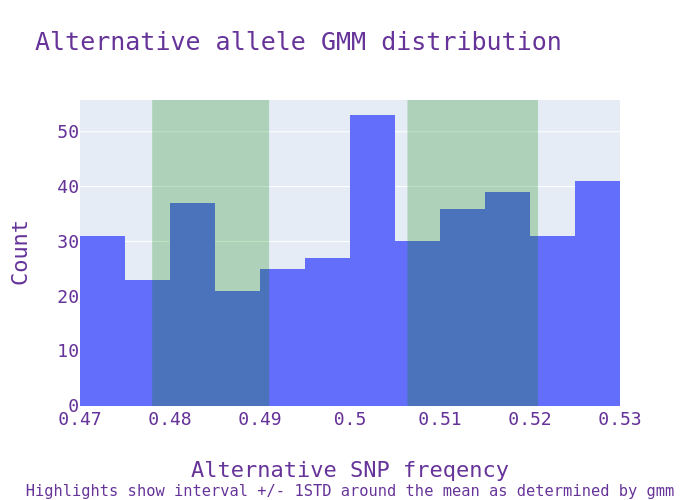 Alternative allele GMM distribution
50
40
30
20
10
0
Count
0.47 0.48 0.49 0.5 0.51 0.52 0.53
Alternative SNP freqency
Highlights show interval +/- 1STD around the mean as determined by gmm